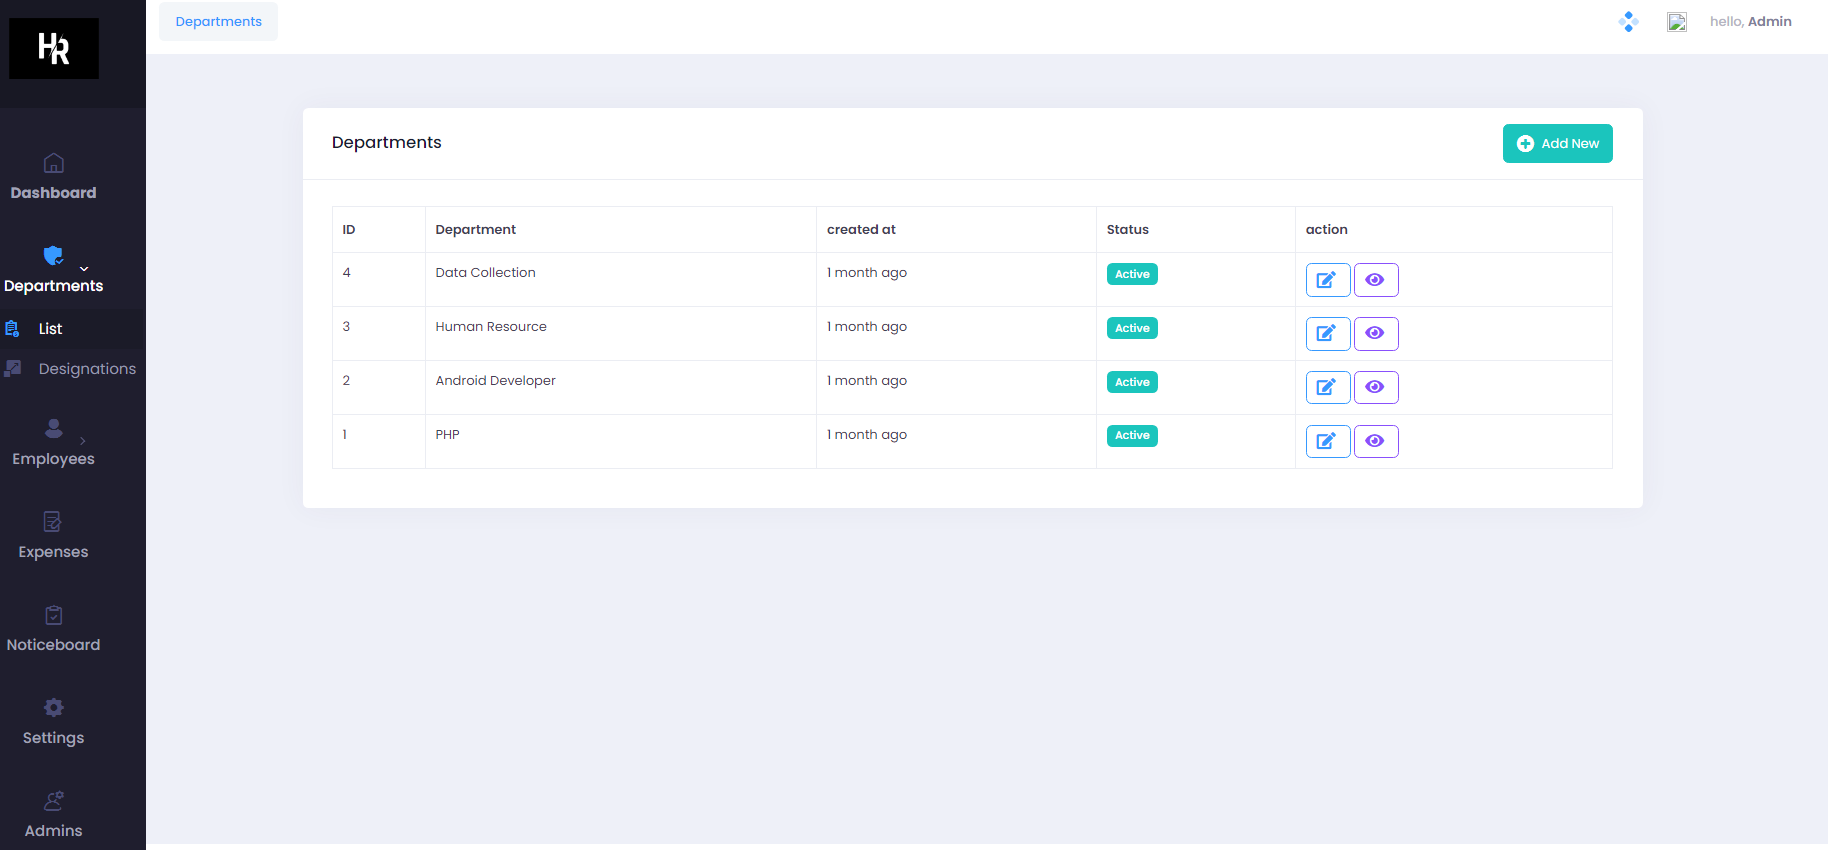 HR
Departments
hello, Admin
Dashboard
Departments
List
Designations
Employees
Expenses
Noticeboard
Settings
Admins
Departments
Add New
ID Department created at Status action
4 Data Collection 1 month ago Active
3 Human Resource 1 month ago Active
2 Android Developer 1 month ago Active
1 PHP 1 month ago Active